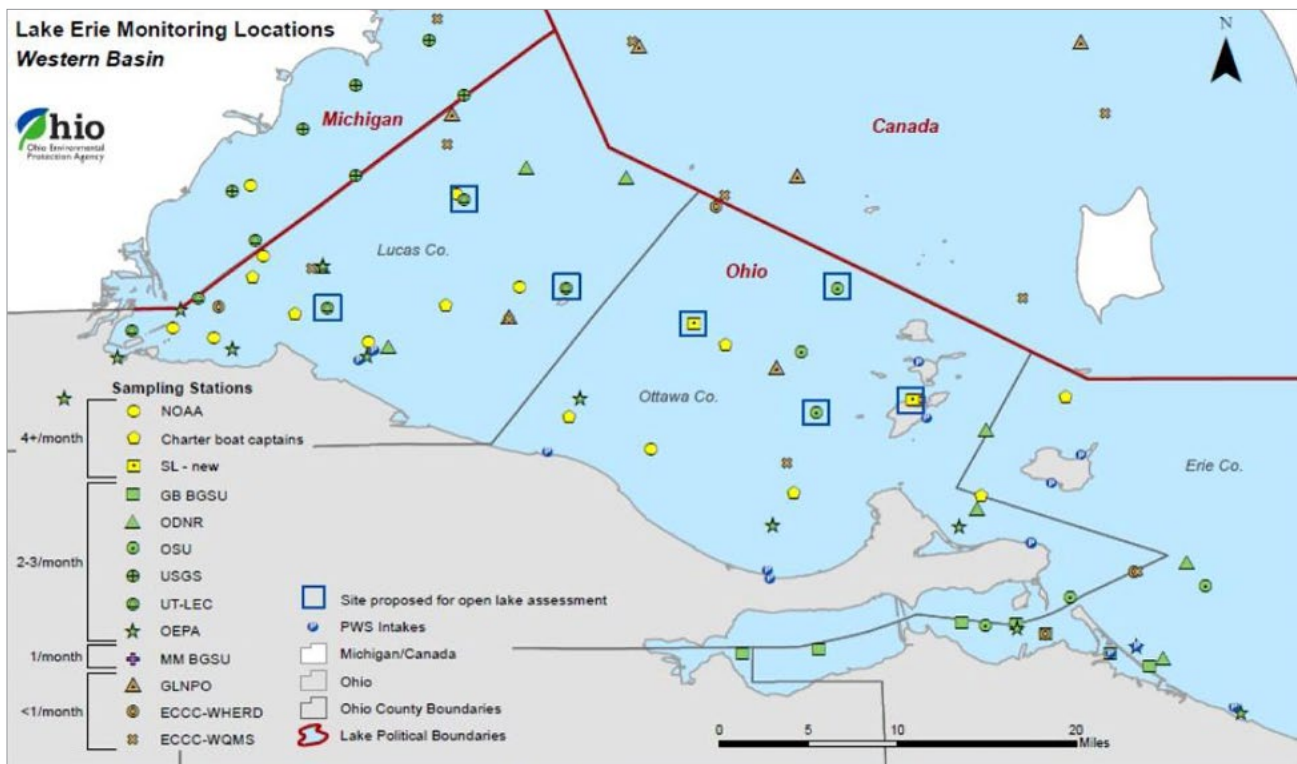 Lake Erie Monitoring Locations
Western Basin
N
Ohio
Ohio Environmental
Protection Agency
Michigan
Canada
Lucas Co.
Ohio
Ottawa Co.
Erie Co.
Sampling Stations
4+/month
NOAA
Charter boat captains
SL - new
2-3/month
GB BGSU
ODNR
OSU
USGS
UT-LEC
OEPA
1/month
MM BGSU
<1/month
GLNPO
ECCC-WHERD
ECCC-WQMS
Site proposed for open lake assessment
P PWS Intakes
Michigan/Canada
Ohio
Ohio County Boundaries
Lake Political Boundaries
0 5 10 20
Miles